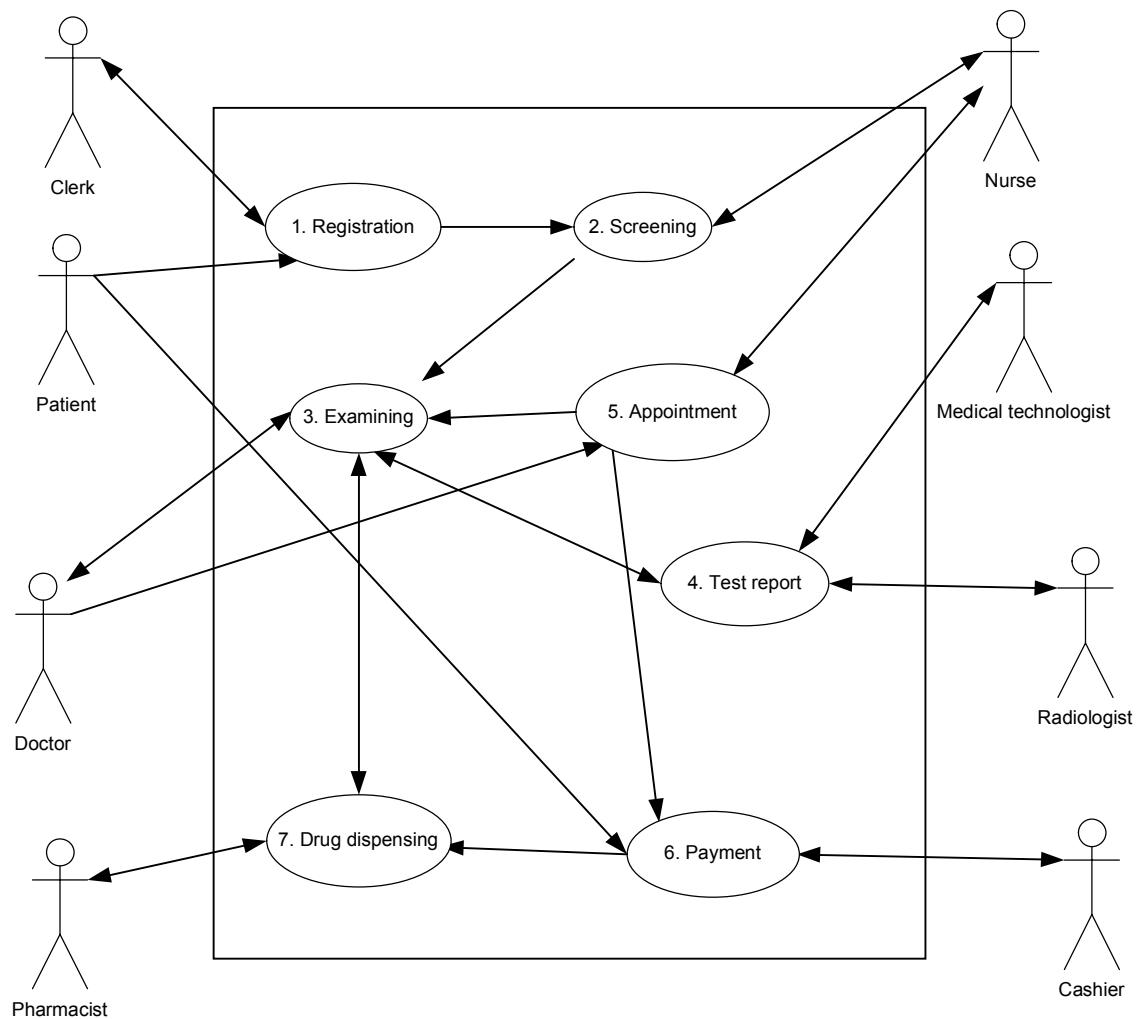 Clerk
Nurse
1. Registration
2. Screening
Patient
Medical technologist
3. Examining
5. Appointment
4. Test report
Doctor
Radiologist
7. Drug dispensing
6. Payment
Pharmacist
Cashier